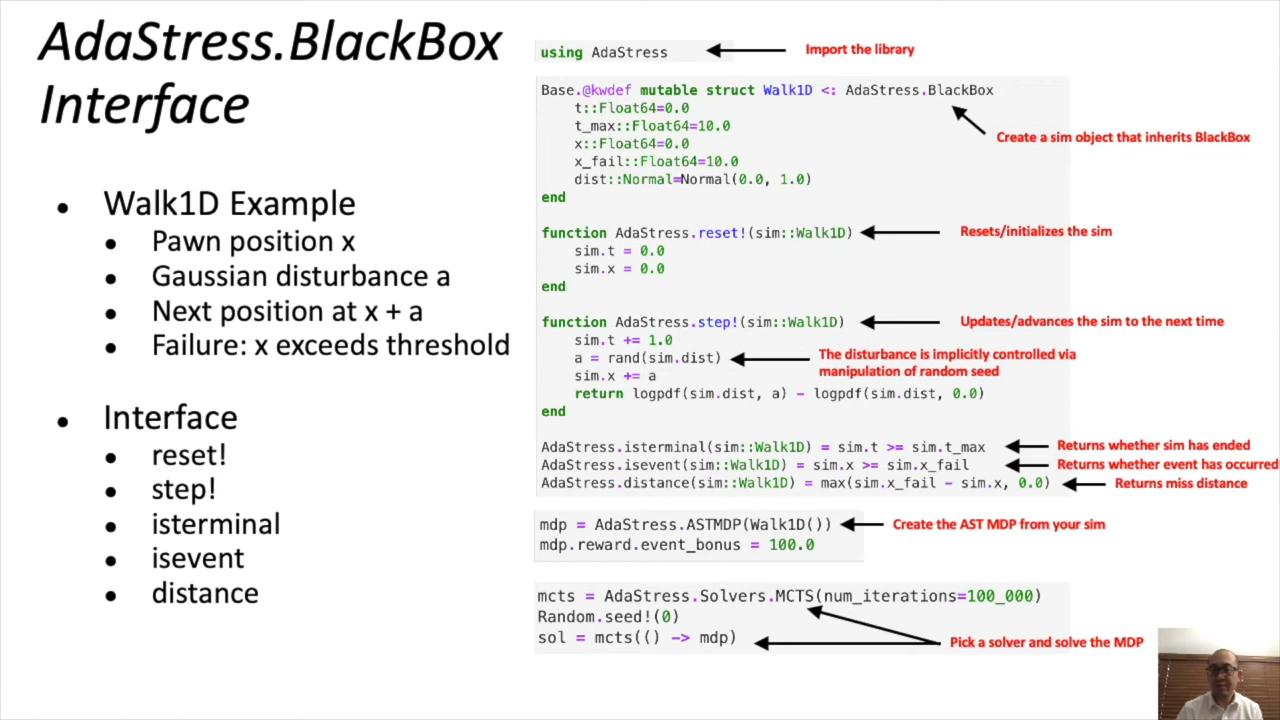 AdaStress.BlackBox
Interface
• Walk1D Example
• Pawn position x
• Gaussian disturbance a
• Next position at x + a
• Failure: x exceeds threshold
• Interface
• reset!
• step!
• isterminal
• isevent
• distance
using AdaStress
Import the library
Base.@kwdef mutable struct Walk1D <: AdaStress.BlackBox
t::Float64=0.0
t_max::Float64=10.0
x::Float64=0.0
x_fail::Float64=10.0
dist::Normal=Normal(0.0, 1.0)
end
Create a sim object that inherits BlackBox
function AdaStress.reset!(sim::Walk1D)
Resets/initializes the sim
sim.t = 0.0
sim.x = 0.0
end
function AdaStress.step!(sim::Walk1D)
Updates/advances the sim to the next time
sim.t += 1.0
a = rand(sim.dist)
The disturbance is implicitly controlled via
manipulation of random seed
sim.x += a
return logpdf(sim.dist, a) - logpdf(sim.dist, 0.0)
end
AdaStress.isterminal(sim::Walk1D) = sim.t >= sim.t_max
Returns whether sim has ended
AdaStress.isevent(sim::Walk1D) = sim.x >= sim.x_fail
Returns whether event has occurred
AdaStress.distance(sim::Walk1D) = max(sim.x_fail - sim.x, 0.0)
Returns miss distance
mdp = AdaStress.ASTMDP(Walk1D())
Create the AST MDP from your sim
mdp.reward.event_bonus = 100.0
mcts = AdaStress.Solvers.MCTS(num_iterations=100_000)
Random.seed!(0)
sol = mcts(() -> mdp)
Pick a solver and solve the MDP